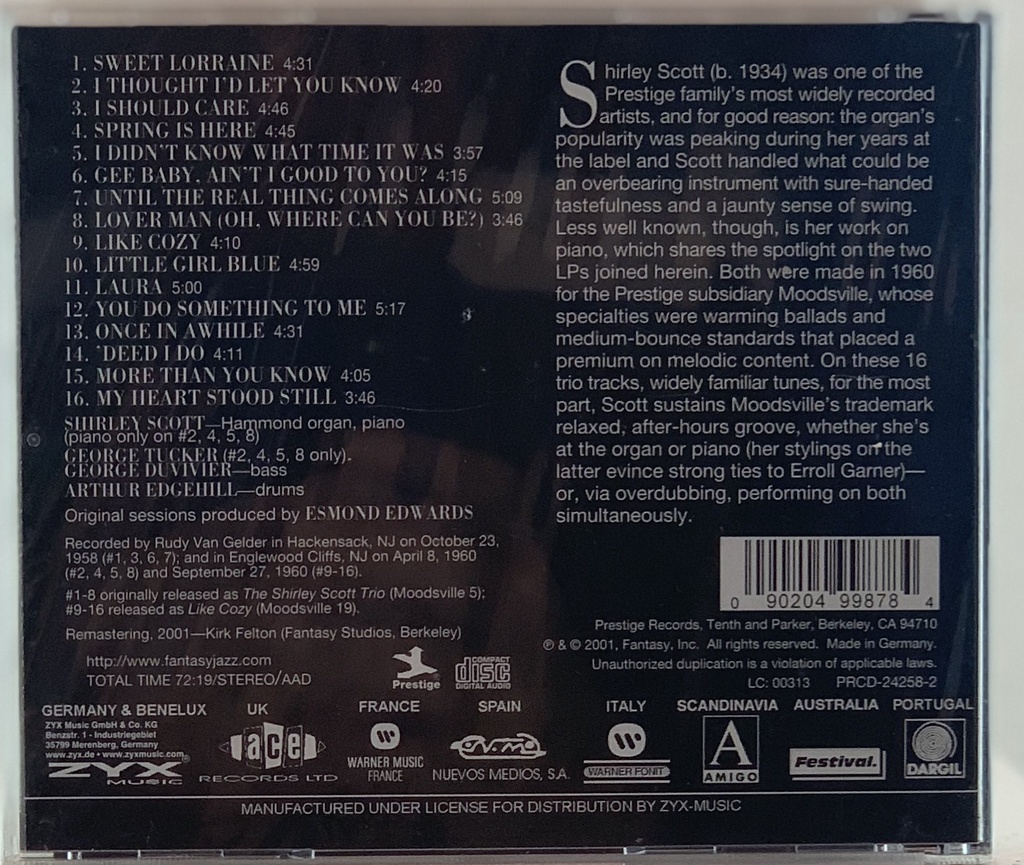 1. SWEET LORRAINE 4:31
2. I THOUGHT I'D LET YOU KNOW 4:20
3. I SHOULD CARE 4:46
4. SPRING IS HERE 4:45
5. I DIDN'T KNOW WHAT TIME IT WAS 3:57
6. GEE BABY, AIN'T I GOOD TO YOU? 4:15
7. UNTIL THE REAL THING COMES ALONG 5:09
8. LOVER MAN (OH, WHERE CAN YOU BE?) 3:46
9. LIKE COZY 4:10
10. LITTLE GIRL BLUE 4:59
11. LAURA 5:00
12. YOU DO SOMETHING TO ME 5:17
13. ONCE IN AWHILE 4:31
14. 'DEED I DO 4:11
15. MORE THAN YOU KNOW 4:05
16. MY HEART STOOD STILL 3:46
SHIRLEY SCOTT—Hammond organ, piano
(piano only on #2, 4, 5, 8)
GEORGE TUCKER (#2, 4, 5, 8 only),
GEORGE DUVIVIER—bass
ARTHUR EDGEHILL—drums
Original sessions produced by ESMOND EDWARDS
Recorded by Rudy Van Gelder in Hackensack, NJ on October 23,
1958 (#1, 3, 6, 7); and in Englewood Cliffs, NJ on April 8, 1960
(#2, 4, 5, 8) and September 27, 1960 (#9-16).
#1-8 originally released as The Shirley Scott Trio (Moodsville 5);
#9-16 released as Like Cozy (Moodsville 19).
Remastering, 2001—Kirk Felton (Fantasy Studios, Berkeley)
http://www.fantasyjazz.com
TOTAL TIME 72:19/STEREO/AAD
Prestige
COMPACT
disc
DIGITAL AUDIO
Shirley Scott (b. 1934) was one of the
Prestige family's most widely recorded
artists, and for good reason: the organ's
popularity was peaking during her years at
the label and Scott handled what could be
an overbearing instrument with sure-handed
tastefulness and a jaunty sense of swing.
Less well known, though, is her work on
piano, which shares the spotlight on the two
LPs joined herein. Both were made in 1960
for the Prestige subsidiary Moodsville, whose
specialties were warming ballads and
medium-bounce standards that placed a
premium on melodic content. On these 16
trio tracks, widely familiar tunes, for the most
part, Scott sustains Moodsville's trademark
relaxed, after-hours groove, whether she's
at the organ or piano (her stylings on the
latter evince strong ties to Erroll Garner)—
or, via overdubbing, performing on both
simultaneously.
0 90204 99878 4
Prestige Records, Tenth and Parker, Berkeley, CA 94710
℗ & © 2001, Fantasy, Inc. All rights reserved. Made in Germany.
Unauthorized duplication is a violation of applicable laws.
LC: 00313 PRCD-24258-2
GERMANY & BENELUX
ZYX Music GmbH & Co. KG
Benzstr. 1 - Industriegebiet
35799 Merenberg, Germany
www.zyx.de • www.zyxmusic.com
ZYX
MUSIC
UK
ace
RECORDS LTD
FRANCE
WARNER MUSIC
FRANCE
SPAIN
NUEVOS MEDIOS, S.A.
ITALY
WARNER FONIT
SCANDINAVIA
A
AMIGO
AUSTRALIA
Festival.
PORTUGAL
DARGIL
MANUFACTURED UNDER LICENSE FOR DISTRIBUTION BY ZYX-MUSIC